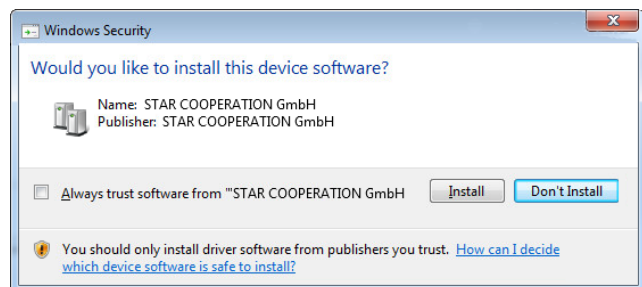 Windows Security
Would you like to install this device software?
Name: STAR COOPERATION GmbH
Publisher: STAR COOPERATION GmbH
Always trust software from "'STAR COOPERATION GmbH
Install
Don't Install
You should only install driver software from publishers you trust. How can I decide
which device software is safe to install?